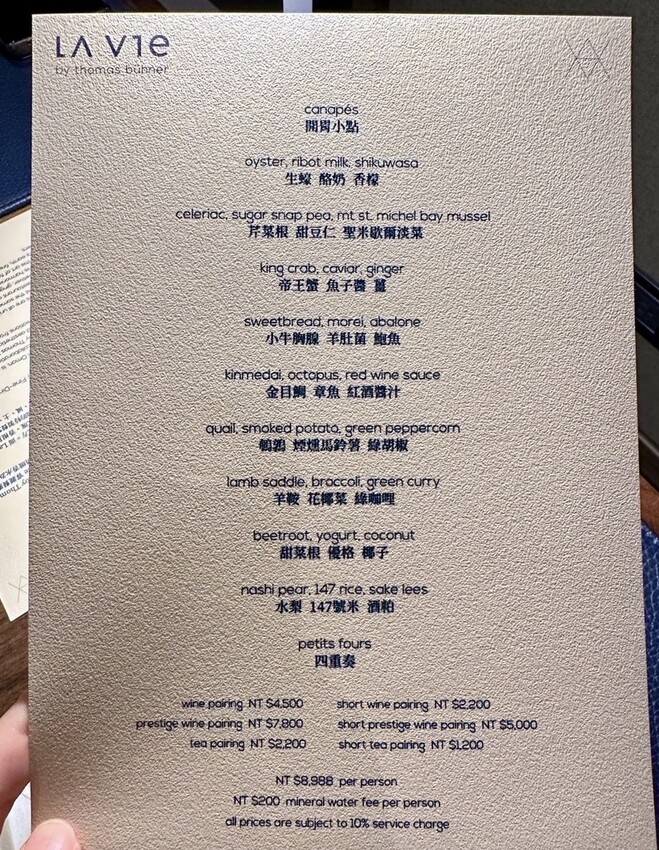 LA VIe
by thomas bühner
canapés
開胃小點
oyster, ribot milk, shikuwasa
生蠔 酪奶 香檬
celeriac, sugar snap pea, mt st. michel bay mussel
芹菜根 甜豆仁 聖米歇爾淡菜
king crab, caviar, ginger
帝王蟹 魚子醬 薑
sweetbread, morel, abalone
小牛胸腺 羊肚菌 鮑魚
kinmedai, octopus, red wine sauce
金目鯛 章魚 紅酒醬汁
quail, smoked potato, green peppercorn
鵪鶉 煙燻馬鈴薯 綠胡椒
lamb saddle, broccoli, green curry
羊鞍 花椰菜 綠咖哩
beetroot, yogurt, coconut
甜菜根 優格 椰子
nashi pear, 147 rice, sake lees
水梨 147號米 酒粕
petits fours
四重奏
wine pairing NT $4,500 short wine pairing NT $2,200
prestige wine pairing NT $7,800 short prestige wine pairing NT $5,000
tea pairing NT $2,200 short tea pairing NT $1,200
NT $8,988 per person
NT $200 mineral water fee per person
all prices are subject to 10% service charge